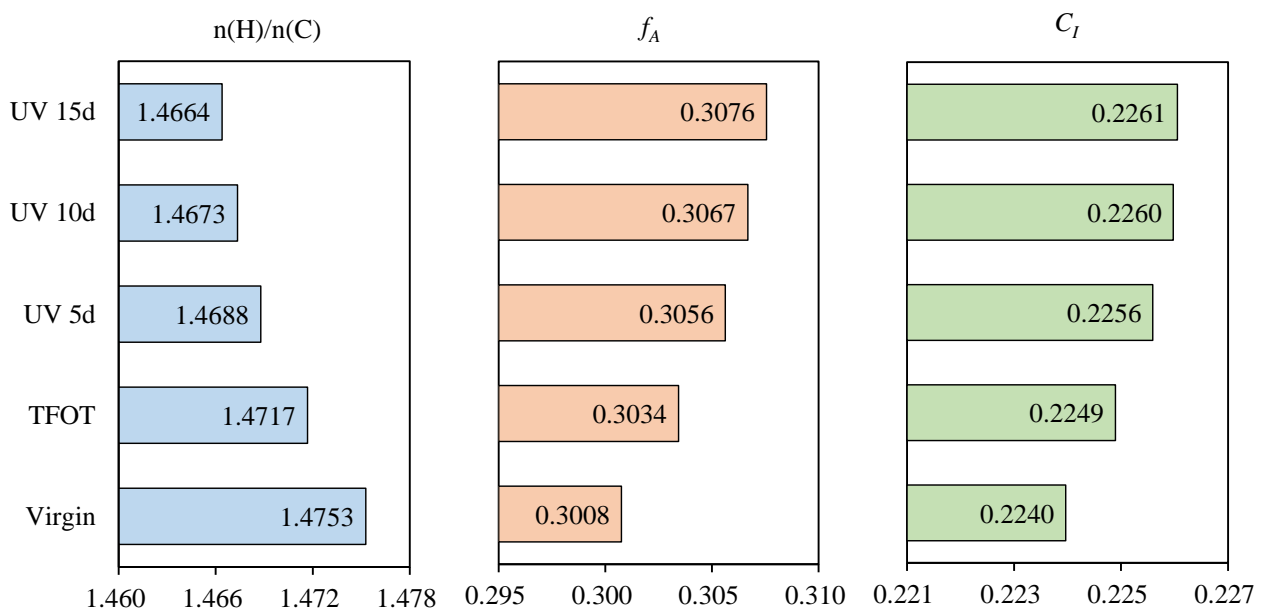 n(H)/n(C) f_A C_I
UV 15d 1.4664 0.3076 0.2261
UV 10d 1.4673 0.3067 0.2260
UV 5d 1.4688 0.3056 0.2256
TFOT 1.4717 0.3034 0.2249
Virgin 1.4753 0.3008 0.2240
1.460 1.466 1.472 1.478 0.295 0.300 0.305 0.310 0.221 0.223 0.225 0.227